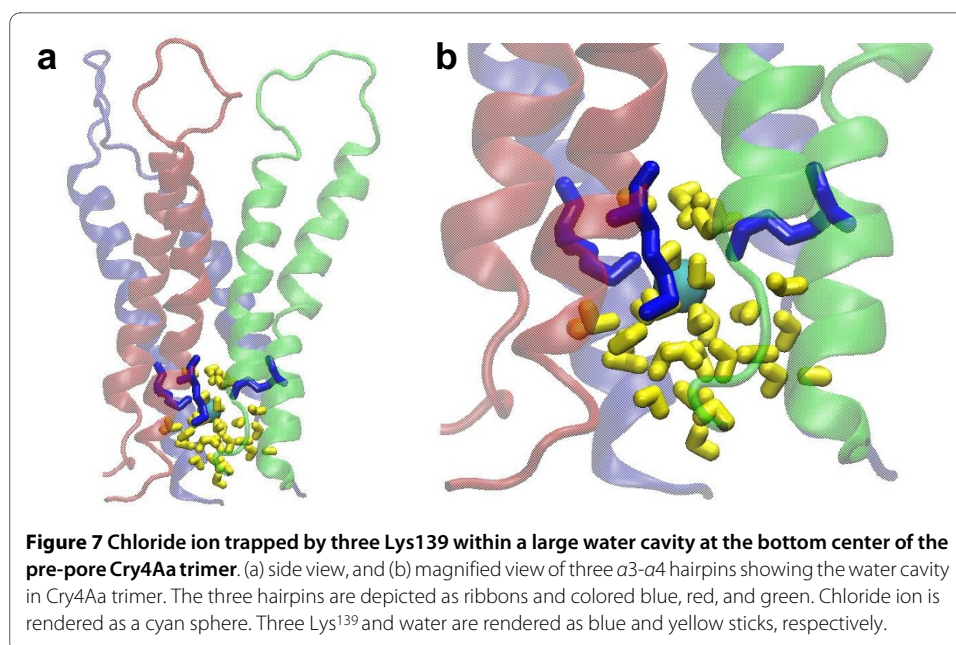 a
b
Figure 7 Chloride ion trapped by three Lys139 within a large water cavity at the bottom center of the
pre-pore Cry4Aa trimer. (a) side view, and (b) magnified view of three α3-α4 hairpins showing the water cavity
in Cry4Aa trimer. The three hairpins are depicted as ribbons and colored blue, red, and green. Chloride ion is
rendered as a cyan sphere. Three Lys¹³⁹ and water are rendered as blue and yellow sticks, respectively.